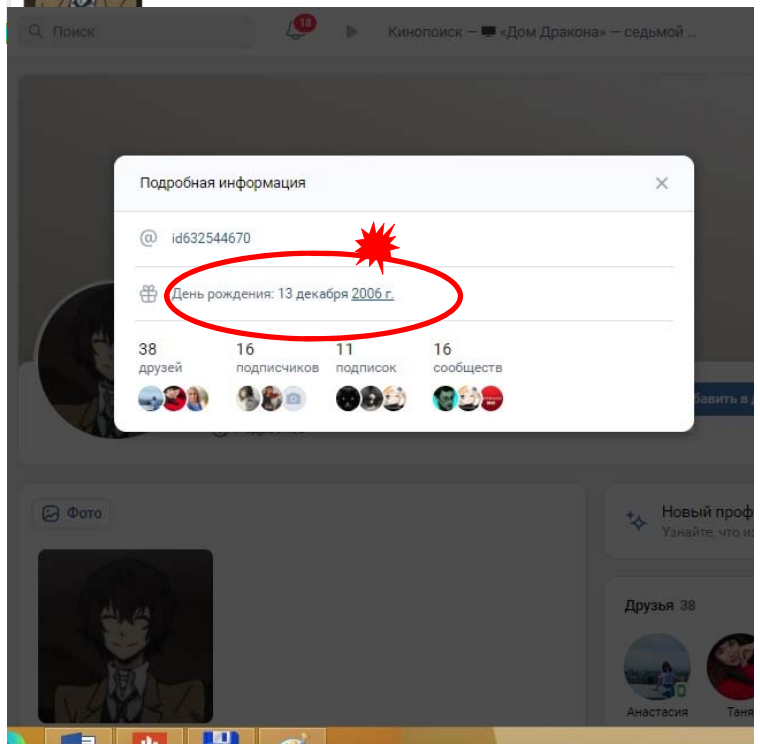 Поиск
18
Кинопоиск — «Дом Дракона» — седьмой ...
Подробная информация
id632544670
День рождения: 13 декабря 2006 г.
38 16 11 16
друзей подписчиков подписок сообществ
бавить в д
Фото
Новый проф
Узнайте, что из
Друзья 38
Анастасия Таня